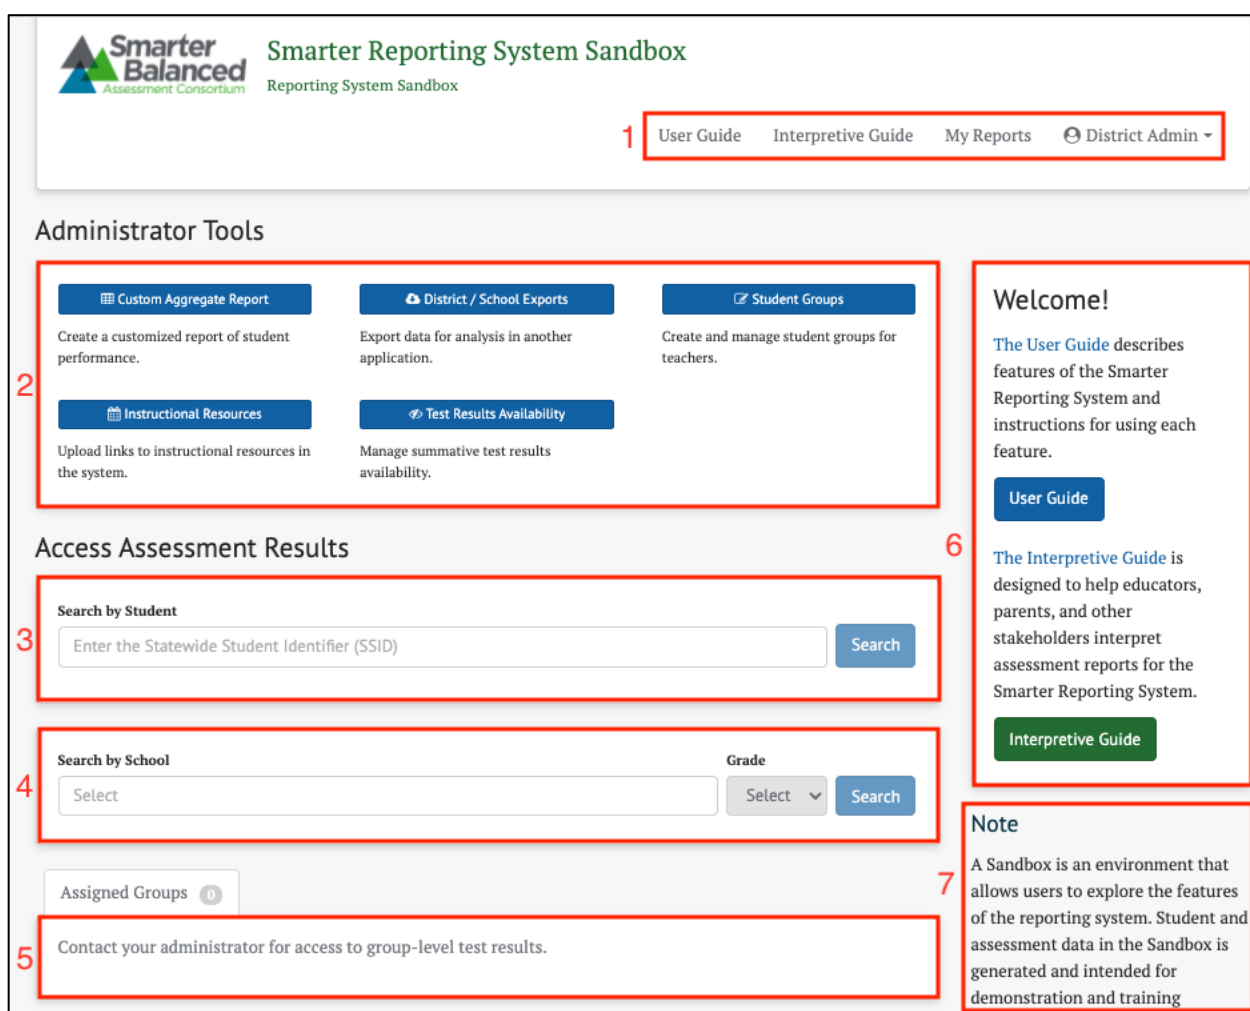 Smarter
Balanced
Assessment Consortium
Smarter Reporting System Sandbox
Reporting System Sandbox
1
User Guide Interpretive Guide My Reports District Admin
Administrator Tools
2
Custom Aggregate Report District / School Exports Student Groups
Create a customized report of student Export data for analysis in another Create and manage student groups for
performance. application. teachers.
Instructional Resources Test Results Availability
Upload links to instructional resources in Manage summative test results
the system. availability.
Access Assessment Results
3
Search by Student
Enter the Statewide Student Identifier (SSID) Search
4
Search by School Grade
Select Select Search
Assigned Groups 0
5
Contact your administrator for access to group-level test results.
6
Welcome!
The User Guide describes
features of the Smarter
Reporting System and
instructions for using each
feature.
User Guide
The Interpretive Guide is
designed to help educators,
parents, and other
stakeholders interpret
assessment reports for the
Smarter Reporting System.
Interpretive Guide
7
Note
A Sandbox is an environment that
allows users to explore the features
of the reporting system. Student and
assessment data in the Sandbox is
generated and intended for
demonstration and training